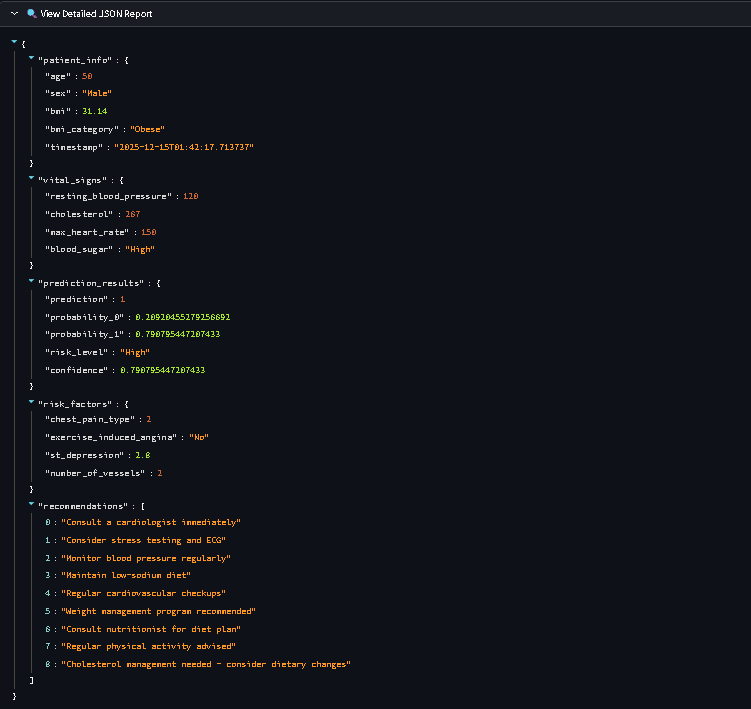 View Detailed JSON Report
{
"patient_info" : {
"age" : 50
"sex" : "Male"
"bmi" : 31.14
"bmi_category" : "Obese"
"timestamp" : "2025-12-15T01:42:17.713737"
}
"vital_signs" : {
"resting_blood_pressure" : 120
"cholesterol" : 267
"max_heart_rate" : 150
"blood_sugar" : "High"
}
"prediction_results" : {
"prediction" : 1
"probability_0" : 0.20920455279256692
"probability_1" : 0.790795447207433
"risk_level" : "High"
"confidence" : 0.790795447207433
}
"risk_factors" : {
"chest_pain_type" : 2
"exercise_induced_angina" : "No"
"st_depression" : 2.8
"number_of_vessels" : 2
}
"recommendations" : [
0 : "Consult a cardiologist immediately"
1 : "Consider stress testing and ECG"
2 : "Monitor blood pressure regularly"
3 : "Maintain low-sodium diet"
4 : "Regular cardiovascular checkups"
5 : "Weight management program recommended"
6 : "Consult nutritionist for diet plan"
7 : "Regular physical activity advised"
8 : "Cholesterol management needed - consider dietary changes"
]
}